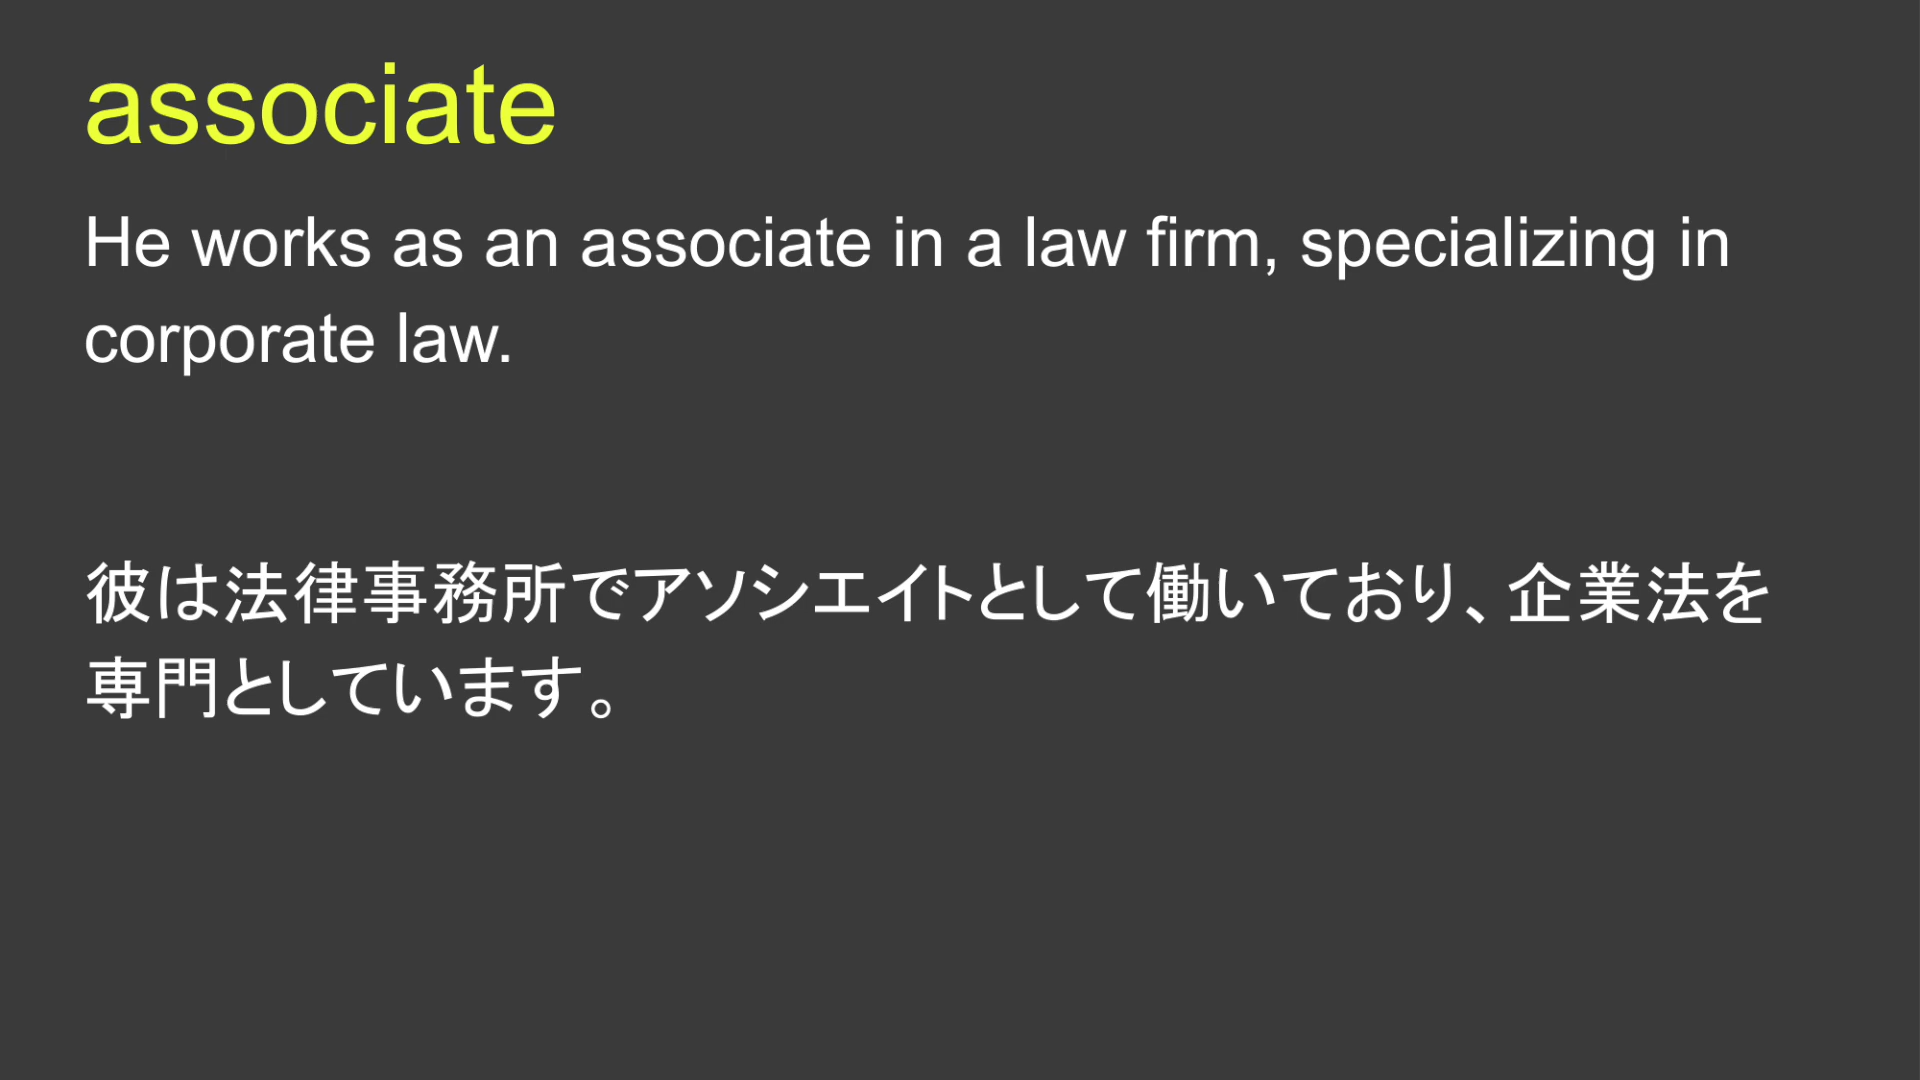 associate
He works as an associate in a law firm, specializing in
corporate law.
彼は法律事務所でアソシエイトとして働いており、企業法を
専門としています。